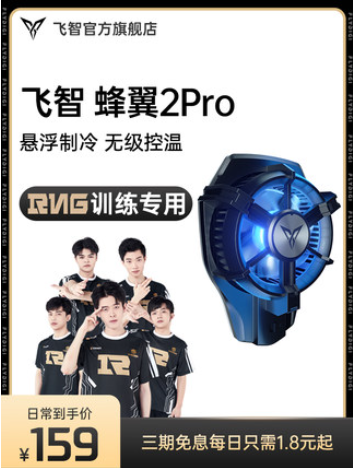 飞智官方旗舰店
飞智 蜂翼2Pro
悬浮制冷 无级控温
RNG训练专用
日常到手价
¥159
三期免息每日只需1.8元起
FLYDIGI